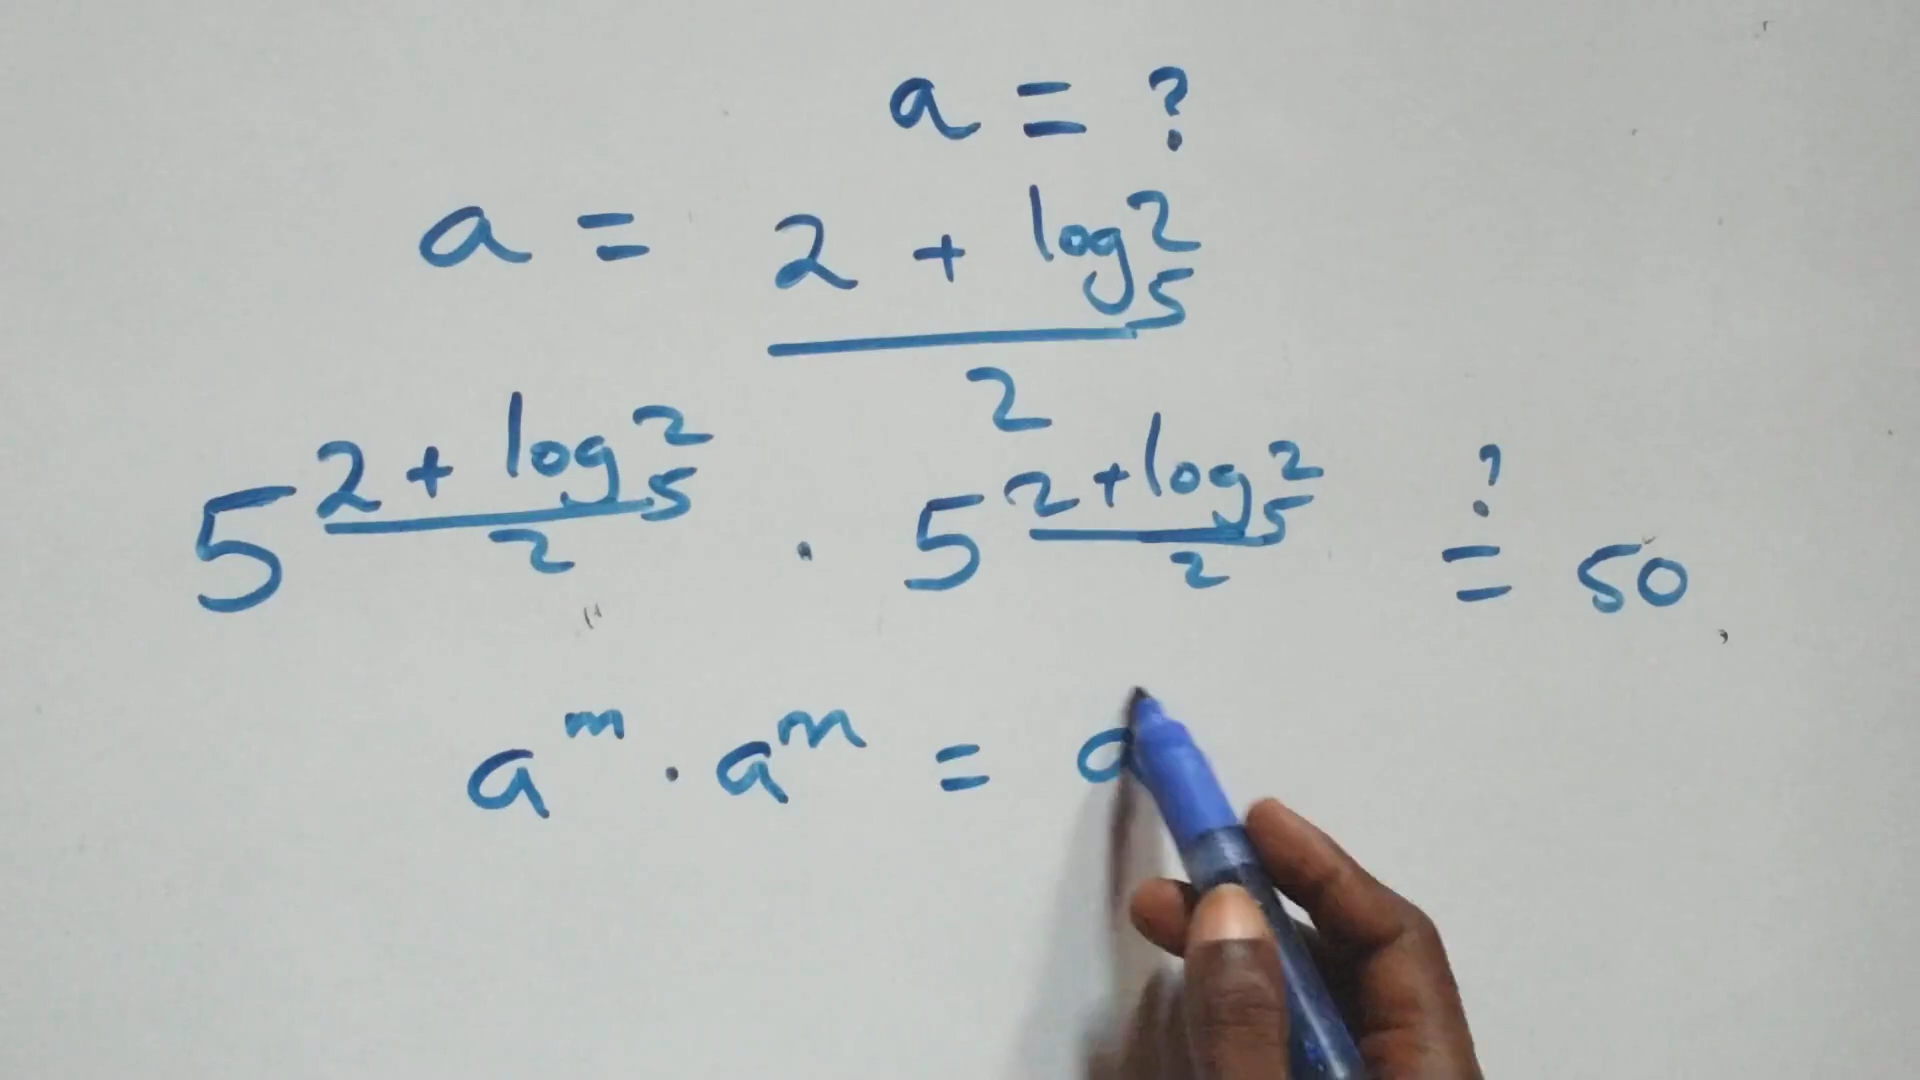 a = ?
a = (2 + log₅2)/2
5^((2 + log₅2)/2) · 5^((2 + log₅2)/2) ≟ 50
aᵐ · aⁿ = a